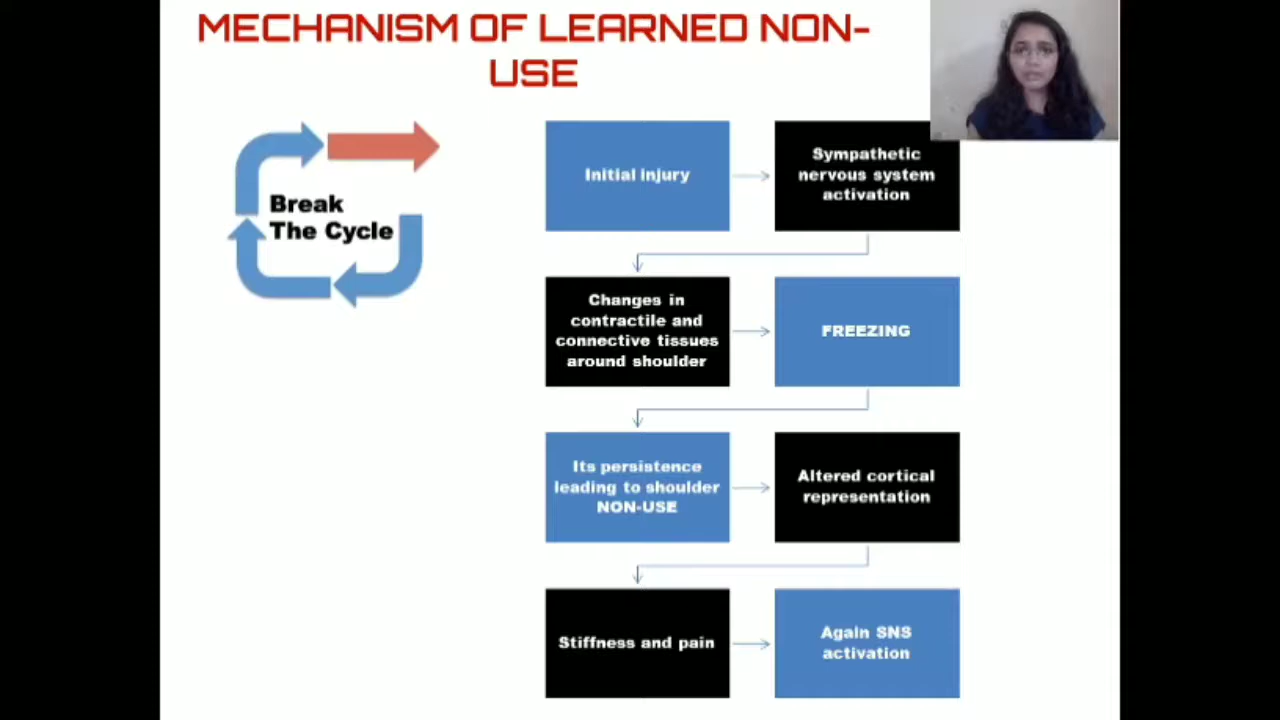 MECHANISM OF LEARNED NON-
USE
Break
The Cycle
Initial injury
Sympathetic
nervous system
activation
Changes in
contractile and
connective tissues
around shoulder
FREEZING
Its persistence
leading to shoulder
NON-USE
Altered cortical
representation
Stiffness and pain
Again SNS
activation